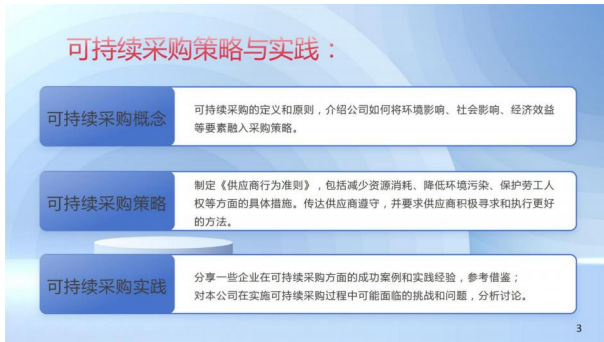 可持续采购策略与实践：
可持续采购概念
可持续采购的定义和原则，介绍公司如何将环境影响、社会影响、经济效益
等要素融入采购策略。
可持续采购策略
制定《供应商行为准则》，包括减少资源消耗、降低环境污染、保护劳工人
权等方面的具体措施。传达供应商遵守，并要求供应商积极寻求和执行更好
的方法。
可持续采购实践
分享一些企业在可持续采购方面的成功案例和实践经验，参考借鉴；
对本公司在实施可持续采购过程中可能面临的挑战和问题，分析讨论。
3